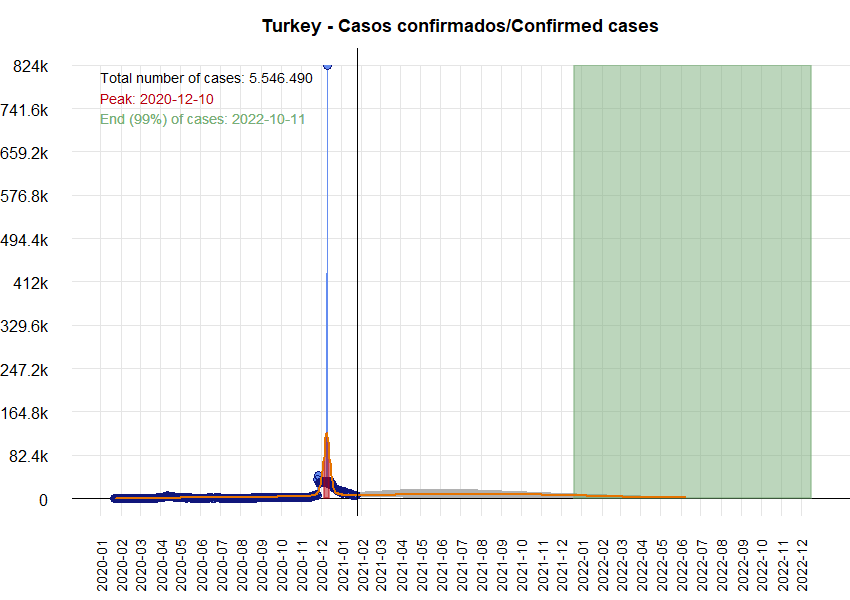 Turkey - Casos confirmados/Confirmed cases
824k
741.6k
659.2k
576.8k
494.4k
412k
329.6k
247.2k
164.8k
82.4k
0
Total number of cases: 5.546.490
Peak: 2020-12-10
End (99%) of cases: 2022-10-11
2020-01
2020-02
2020-03
2020-04
2020-05
2020-06
2020-07
2020-08
2020-09
2020-10
2020-11
2020-12
2021-01
2021-02
2021-03
2021-04
2021-05
2021-06
2021-07
2021-08
2021-09
2021-10
2021-11
2021-12
2022-01
2022-02
2022-03
2022-04
2022-05
2022-06
2022-07
2022-08
2022-09
2022-10
2022-11
2022-12